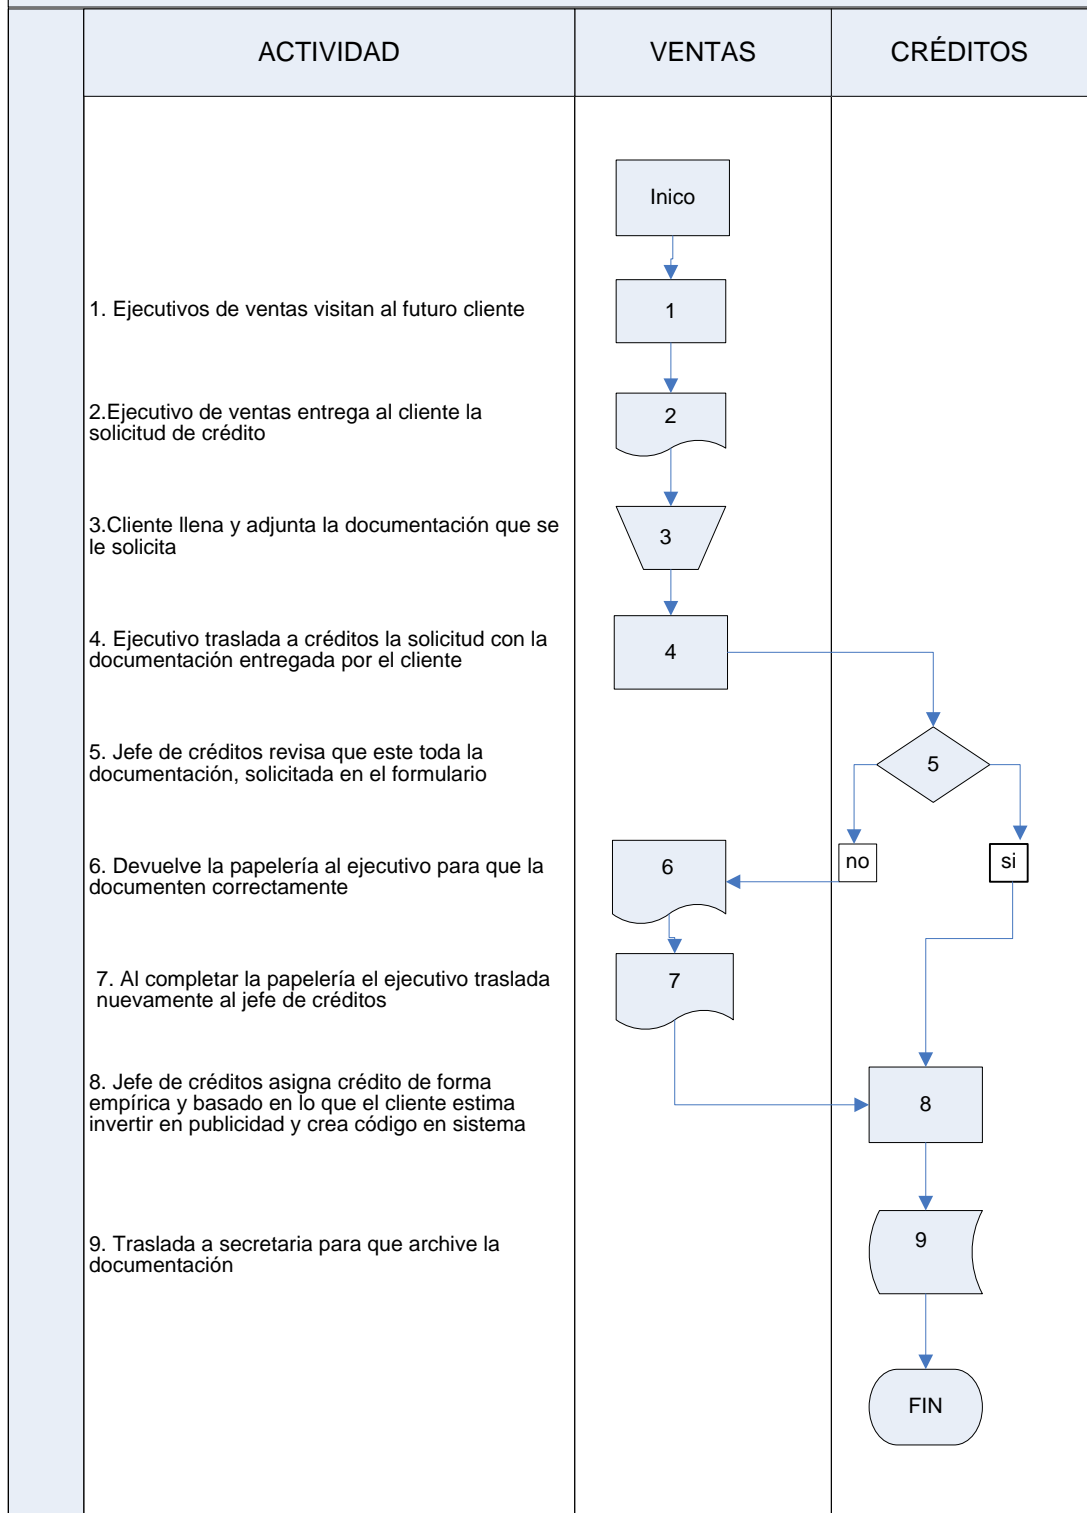 ACTIVIDAD
VENTAS
CRÉDITOS
Inico
1. Ejecutivos de ventas visitan al futuro cliente
1
2.Ejecutivo de ventas entrega al cliente la
solicitud de crédito
2
3.Cliente llena y adjunta la documentación que se
le solicita
3
4. Ejecutivo traslada a créditos la solicitud con la
documentación entregada por el cliente
4
5. Jefe de créditos revisa que este toda la
documentación, solicitada en el formulario
5
no
si
6. Devuelve la papelería al ejecutivo para que la
documenten correctamente
6
7. Al completar la papelería el ejecutivo traslada
nuevamente al jefe de créditos
7
8. Jefe de créditos asigna crédito de forma
empírica y basado en lo que el cliente estima
invertir en publicidad y crea código en sistema
8
9. Traslada a secretaria para que archive la
documentación
9
FIN